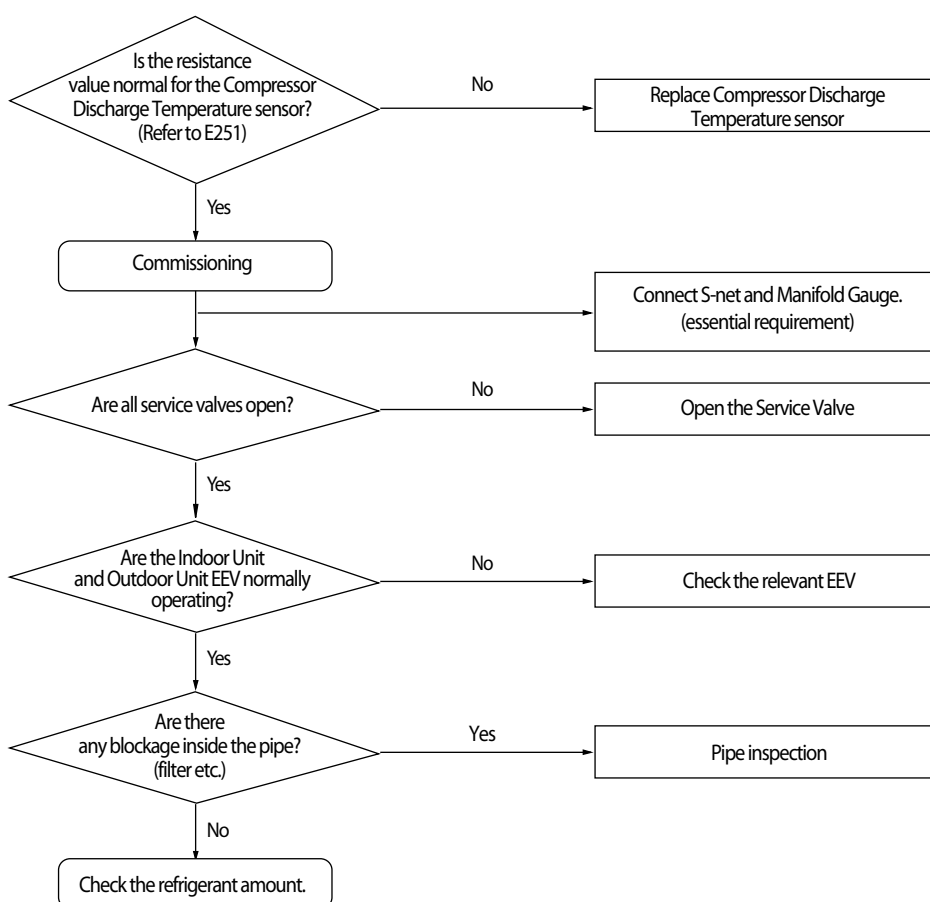 Is the resistance
value normal for the Compressor
Discharge Temperature sensor?
(Refer to E251)
No
Replace Compressor Discharge
Temperature sensor
Yes
Commissioning
Connect S-net and Manifold Gauge.
(essential requirement)
Are all service valves open?
No
Open the Service Valve
Yes
Are the Indoor Unit
and Outdoor Unit EEV normally
operating?
No
Check the relevant EEV
Yes
Are there
any blockage inside the pipe?
(filter etc.)
Yes
Pipe inspection
No
Check the refrigerant amount.